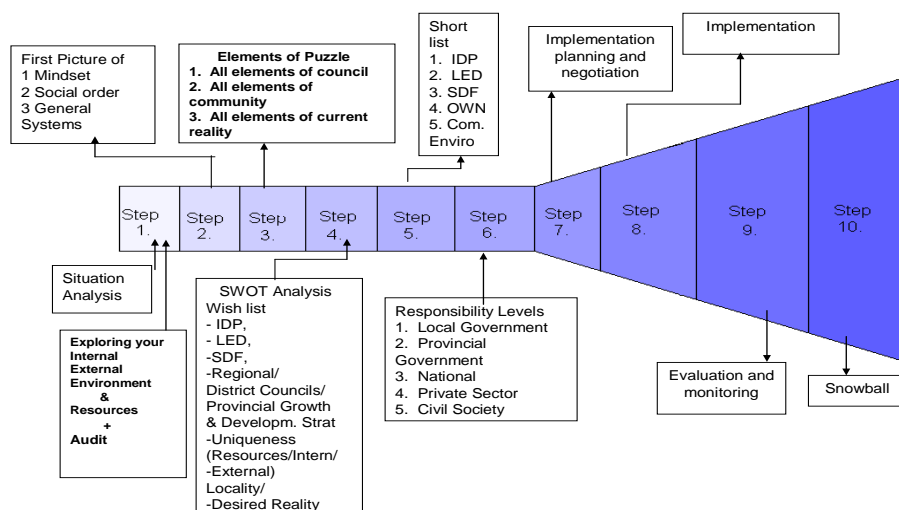 First Picture of
1 Mindset
2 Social order
3 General
Systems
Elements of Puzzle
1. All elements of council
2. All elements of
community
3. All elements of current
reality
Short
list
1. IDP
2. LED
3. SDF
4. OWN
5. Com.
Enviro
Implementation
planning and
negotiation
Implementation
Step
1.
Step
2.
Step
3.
Step
4.
Step
5.
Step
6.
Step
7.
Step
8.
Step
9.
Step
10.
Situation
Analysis
Exploring your
Internal
External
Environment
&
Resources
+
Audit
SWOT Analysis
Wish list
- IDP,
- LED,
-SDF,
-Regional/
District Councils/
Provincial Growth
& Developm. Strat
-Uniqueness
(Resources/Intern/
-External)
Locality/
-Desired Reality
Responsibility Levels
1. Local Government
2. Provincial
Government
3. National
4. Private Sector
5. Civil Society
Evaluation and
monitoring
Snowball